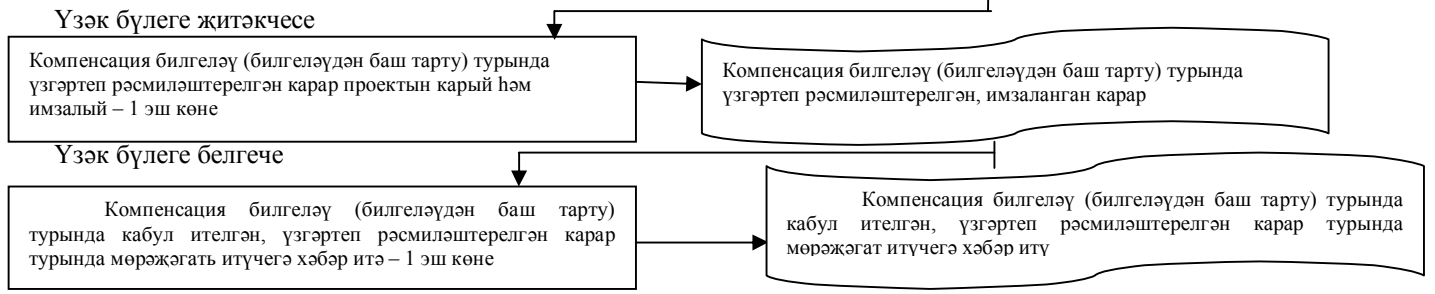 Үзәк бүлеге җитәкчесе
Компенсация билгеләү (билгеләүдән баш тарту) турында
үзгәртеп рәсмиләштерелгән карар проектын карый һәм
имзалый – 1 эш көне
Компенсация билгеләү (билгеләүдән баш тарту) турында
үзгәртеп рәсмиләштерелгән, имзаланган карар
Үзәк бүлеге белгече
Компенсация билгеләү (билгеләүдән баш тарту)
турында кабул ителгән, үзгәртеп рәсмиләштерелгән карар
турында мөрәҗәгать итүчегә хәбәр итә – 1 эш көне
Компенсация билгеләү (билгеләүдән баш тарту) турында
кабул ителгән, үзгәртеп рәсмиләштерелгән карар турында
мөрәҗәгат итүчегә хәбәр итү